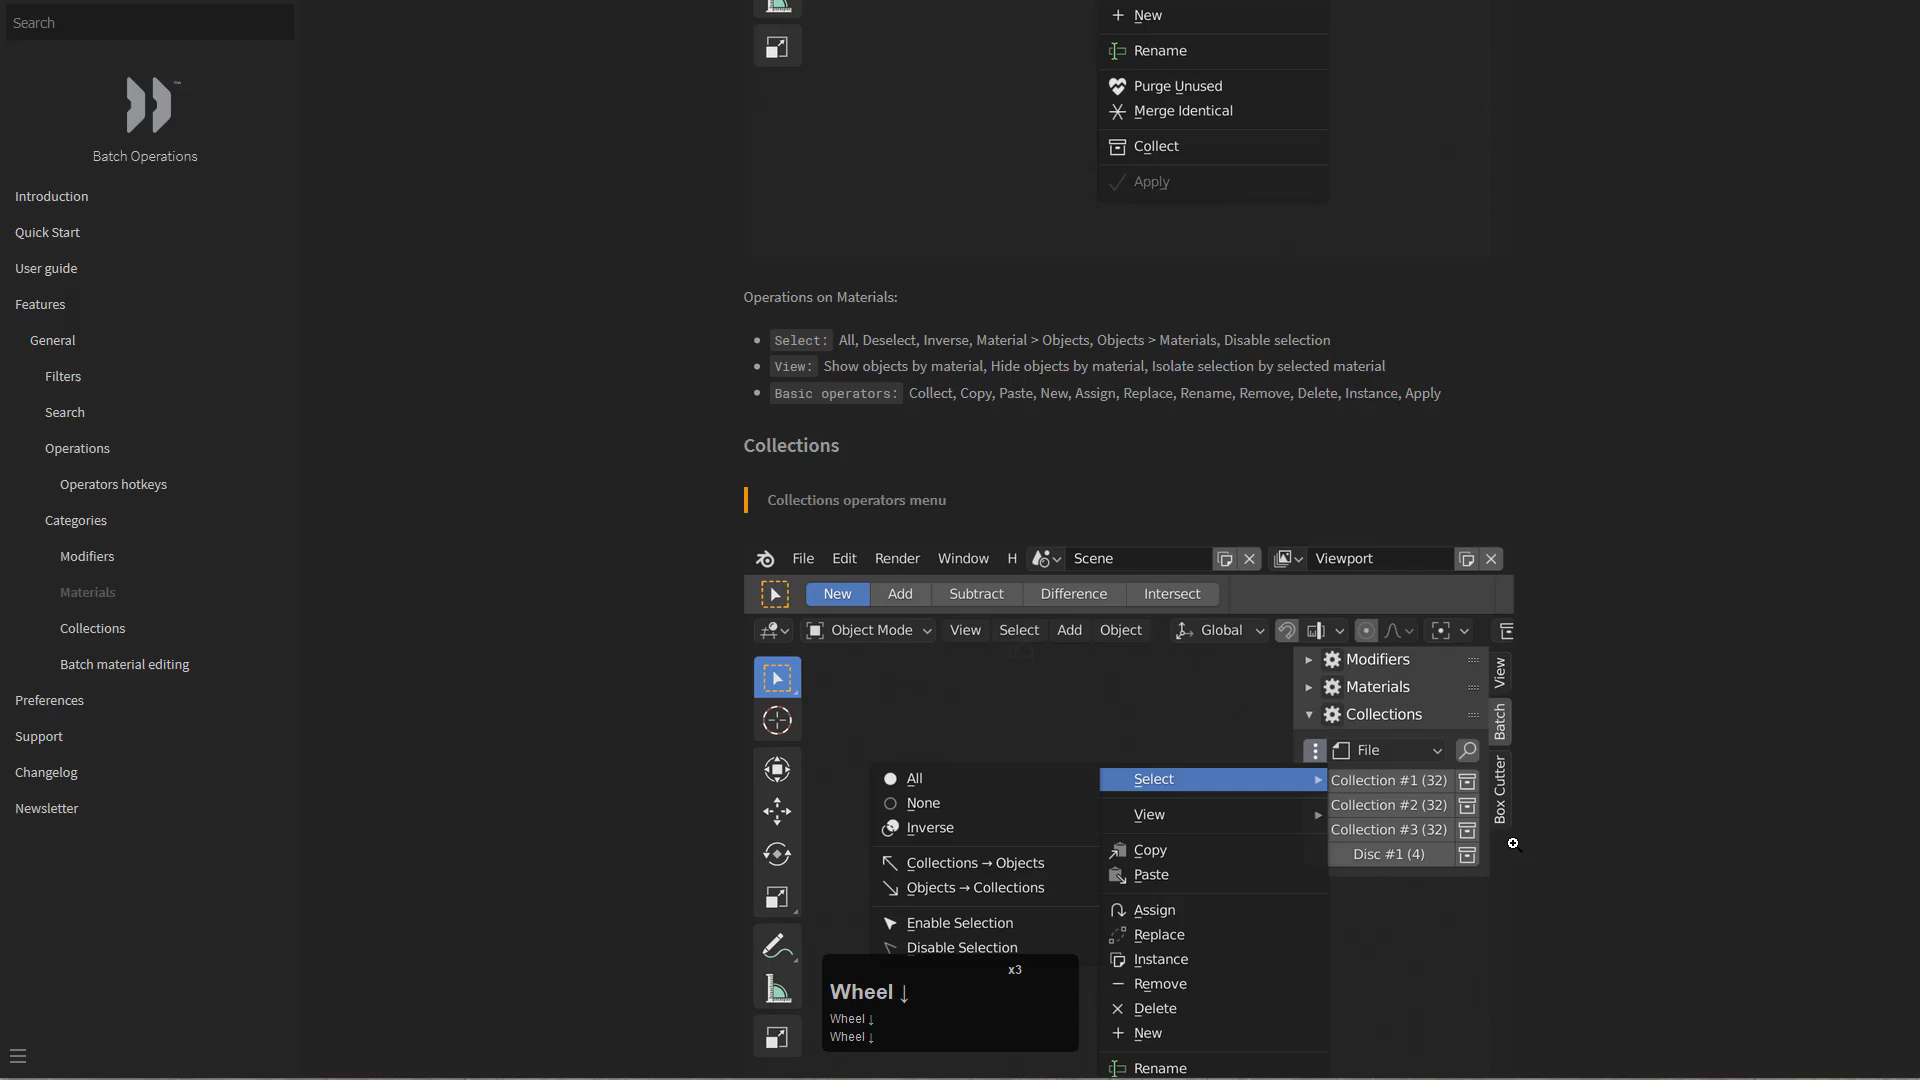 Search
™
Batch Operations
Introduction
Quick Start
User guide
Features
General
Filters
Search
Operations
Operators hotkeys
Categories
Modifiers
Materials
Collections
Batch material editing
Preferences
Support
Changelog
Newsletter
New
Rename
Purge Unused
Merge Identical
Collect
Apply
Operations on Materials:
Select: All, Deselect, Inverse, Material > Objects, Objects > Materials, Disable selection
View: Show objects by material, Hide objects by material, Isolate selection by selected material
Basic operators: Collect, Copy, Paste, New, Assign, Replace, Rename, Remove, Delete, Instance, Apply
Collections
Collections operators menu
File Edit Render Window H Scene Viewport
New Add Subtract Difference Intersect
Object Mode View Select Add Object Global
Modifiers
Materials
Collections
File
View
Batch
Box Cutter
Collection #1 (32)
Collection #2 (32)
Collection #3 (32)
Disc #1 (4)
All
None
Inverse
Collections → Objects
Objects → Collections
Enable Selection
Disable Selection
Select
View
Copy
Paste
Assign
Replace
Instance
Remove
Delete
New
Rename
x3
Wheel ↓
Wheel ↓
Wheel ↓